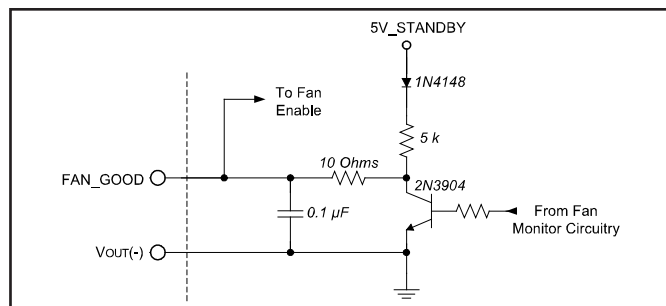 5V_STANDBY
1N4148
To Fan
Enable
5 k
10 Ohms
FAN_GOOD
2N3904
0.1 µF
From Fan
Monitor Circuitry
VOUT(-)